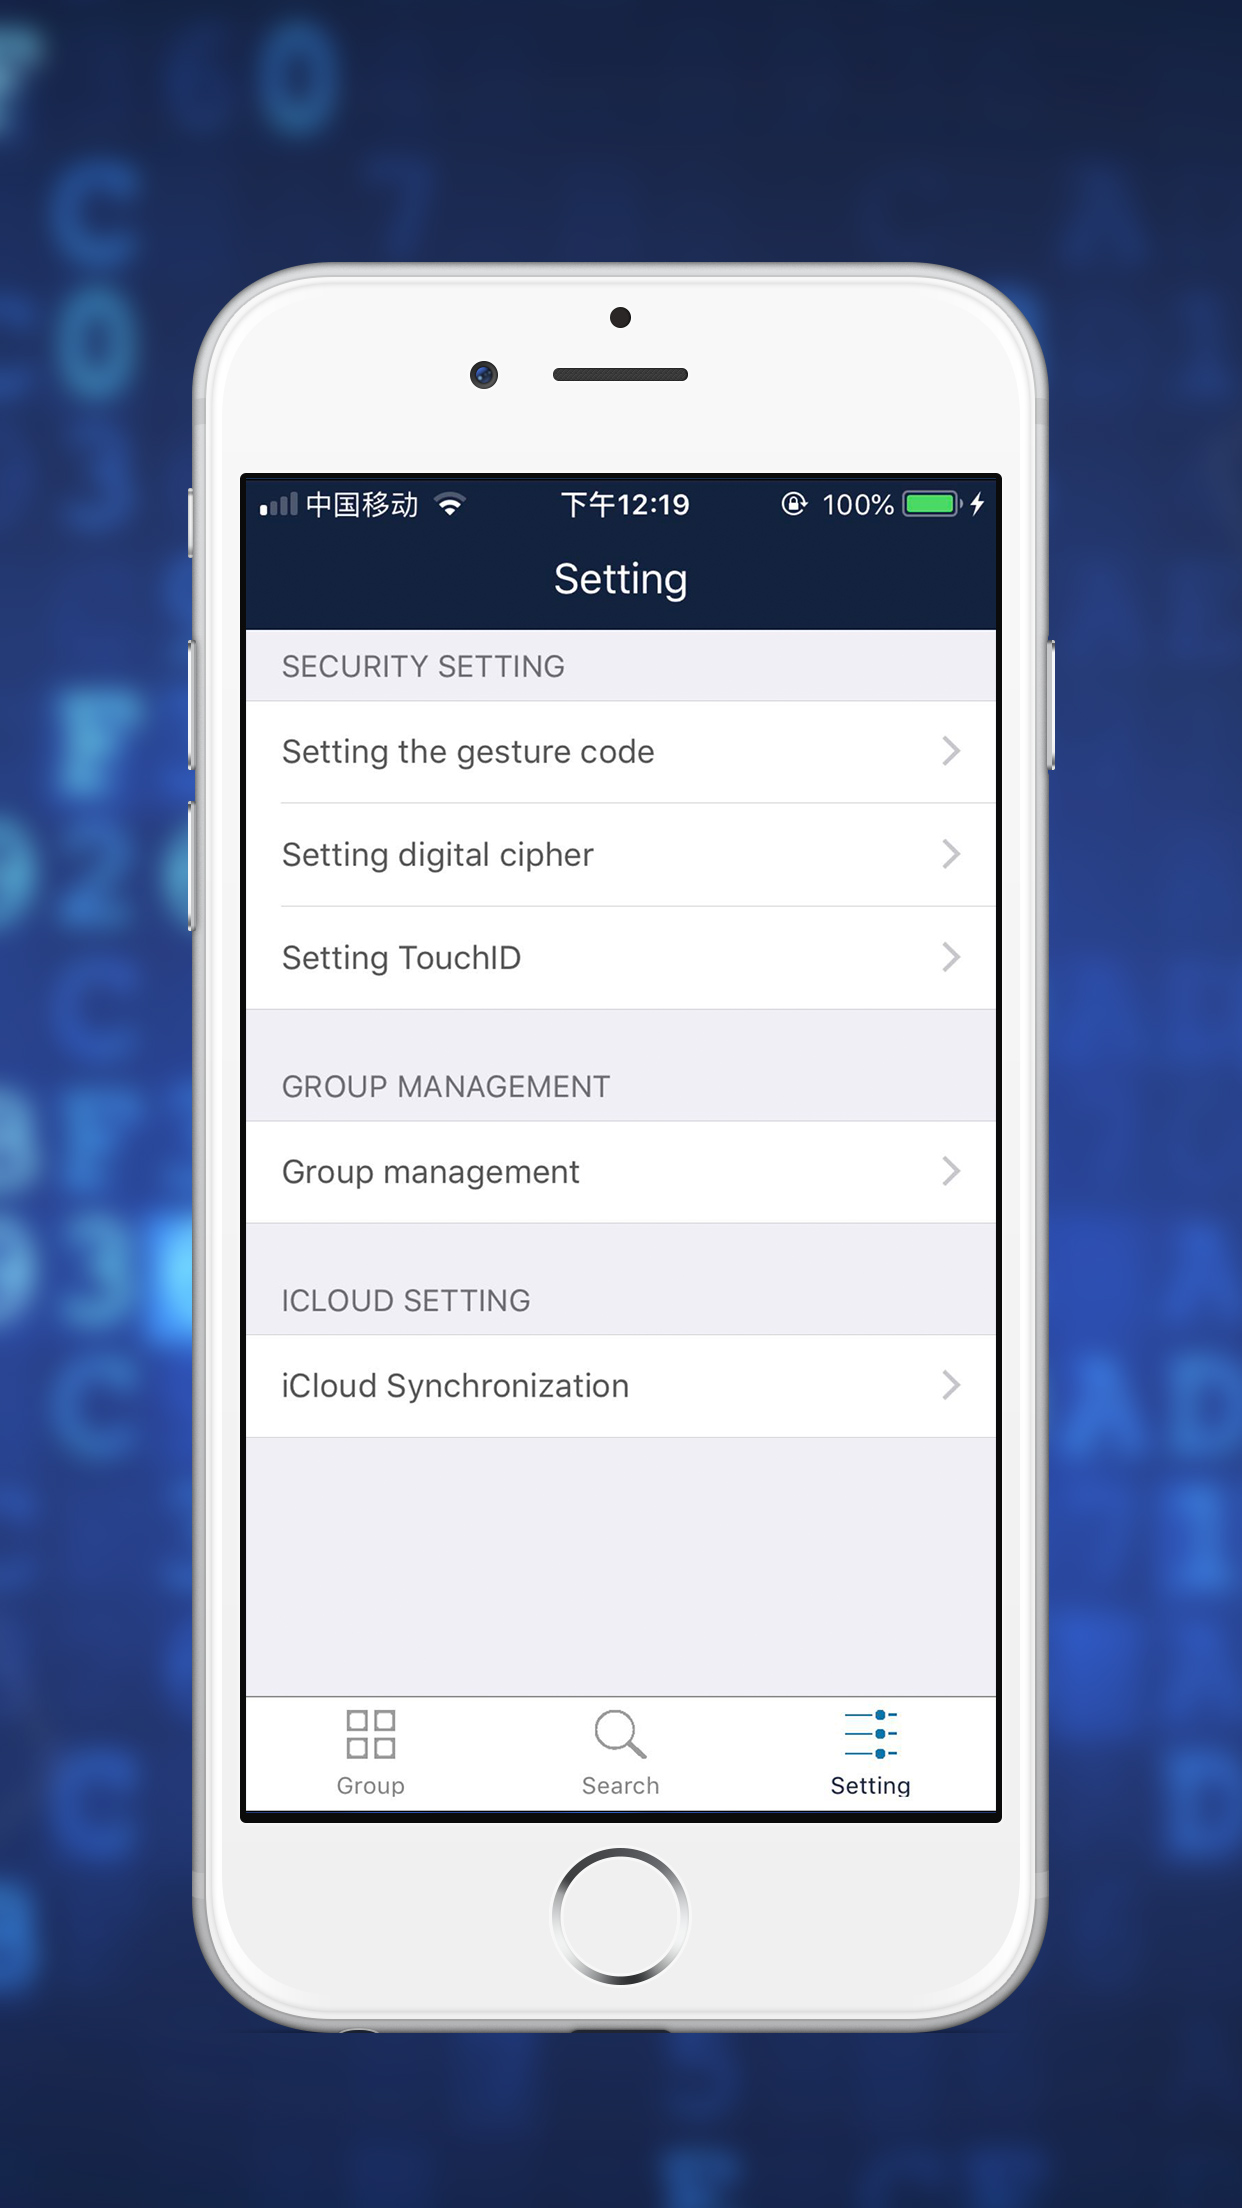 中国移动 下午12:19 100%
Setting
SECURITY SETTING
Setting the gesture code
Setting digital cipher
Setting TouchID
GROUP MANAGEMENT
Group management
ICLOUD SETTING
iCloud Synchronization
Group Search Setting